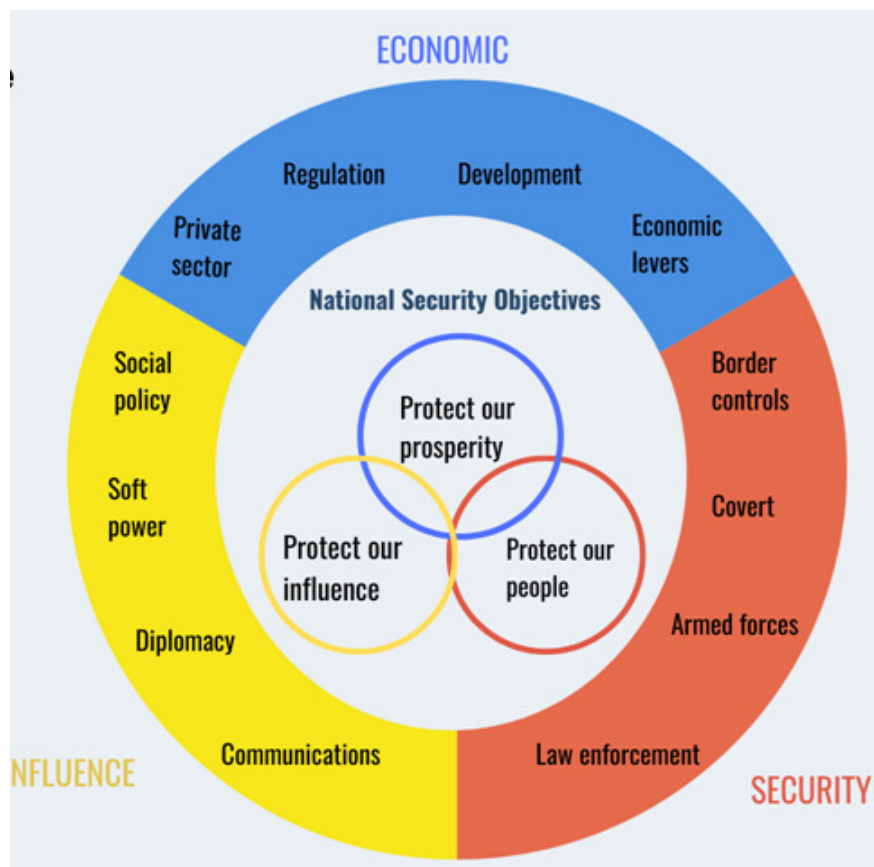 e
ECONOMIC
Regulation
Development
Private
sector
Economic
levers
National Security Objectives
Social
policy
Border
controls
Protect our
prosperity
Soft
power
Covert
Protect our
influence
Protect our
people
Diplomacy
Armed forces
Communications
Law enforcement
NFLUENCE
SECURITY